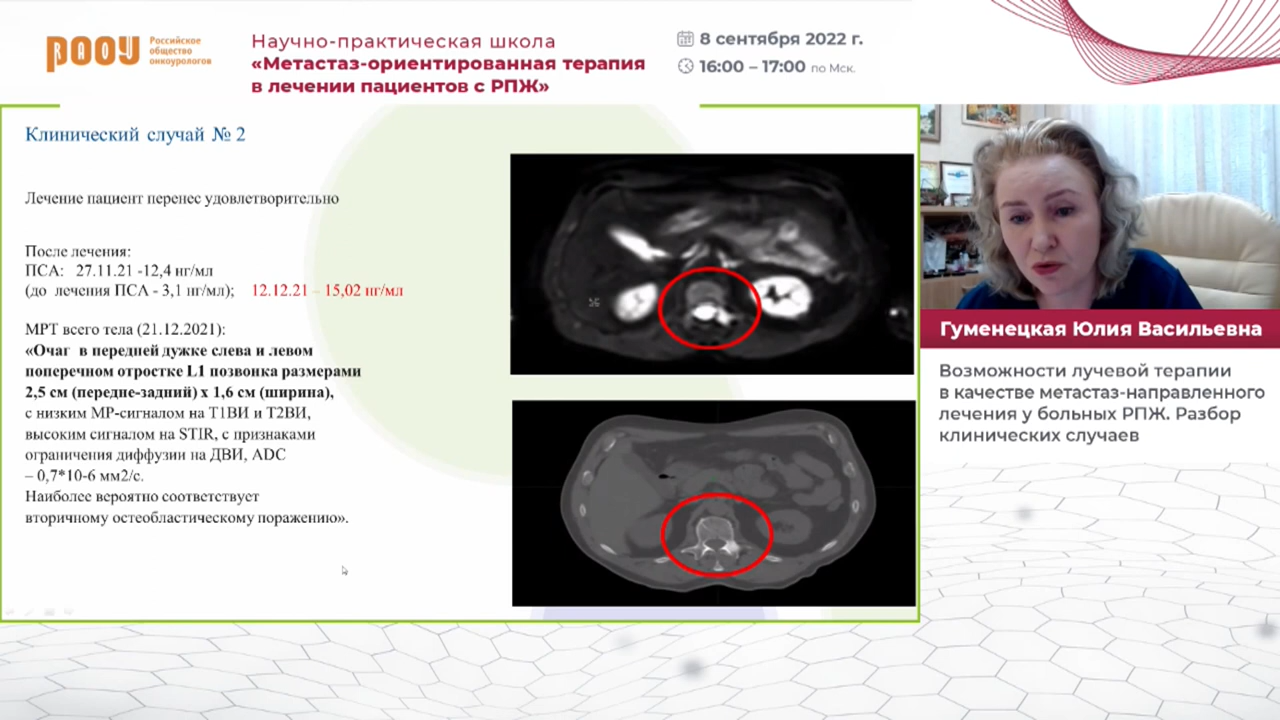 РООУ
Российское
общество
онкоурологов
Научно-практическая школа
«Метастаз-ориентированная терапия
в лечении пациентов с РПЖ»
8 сентября 2022 г.
16:00 – 17:00 по Мск.
Клинический случай № 2
Лечение пациент перенес удовлетворительно
После лечения:
ПСА: 27.11.21 -12,4 нг/мл
(до лечения ПСА - 3,1 нг/мл); 12.12.21 – 15,02 нг/мл
МРТ всего тела (21.12.2021):
«Очаг в передней дужке слева и левом
поперечном отростке L1 позвонка размерами
2,5 см (передне-задний) х 1,6 см (ширина),
с низким МР-сигналом на Т1ВИ и Т2ВИ,
высоким сигналом на STIR, с признаками
ограничения диффузии на ДВИ, ADC
– 0,7*10-6 мм2/с.
Наиболее вероятно соответствует
вторичному остеобластическому поражению».
Гуменецкая Юлия Васильевна
Возможности лучевой терапии
в качестве метастаз-направленного
лечения у больных РПЖ. Разбор
клинических случаев